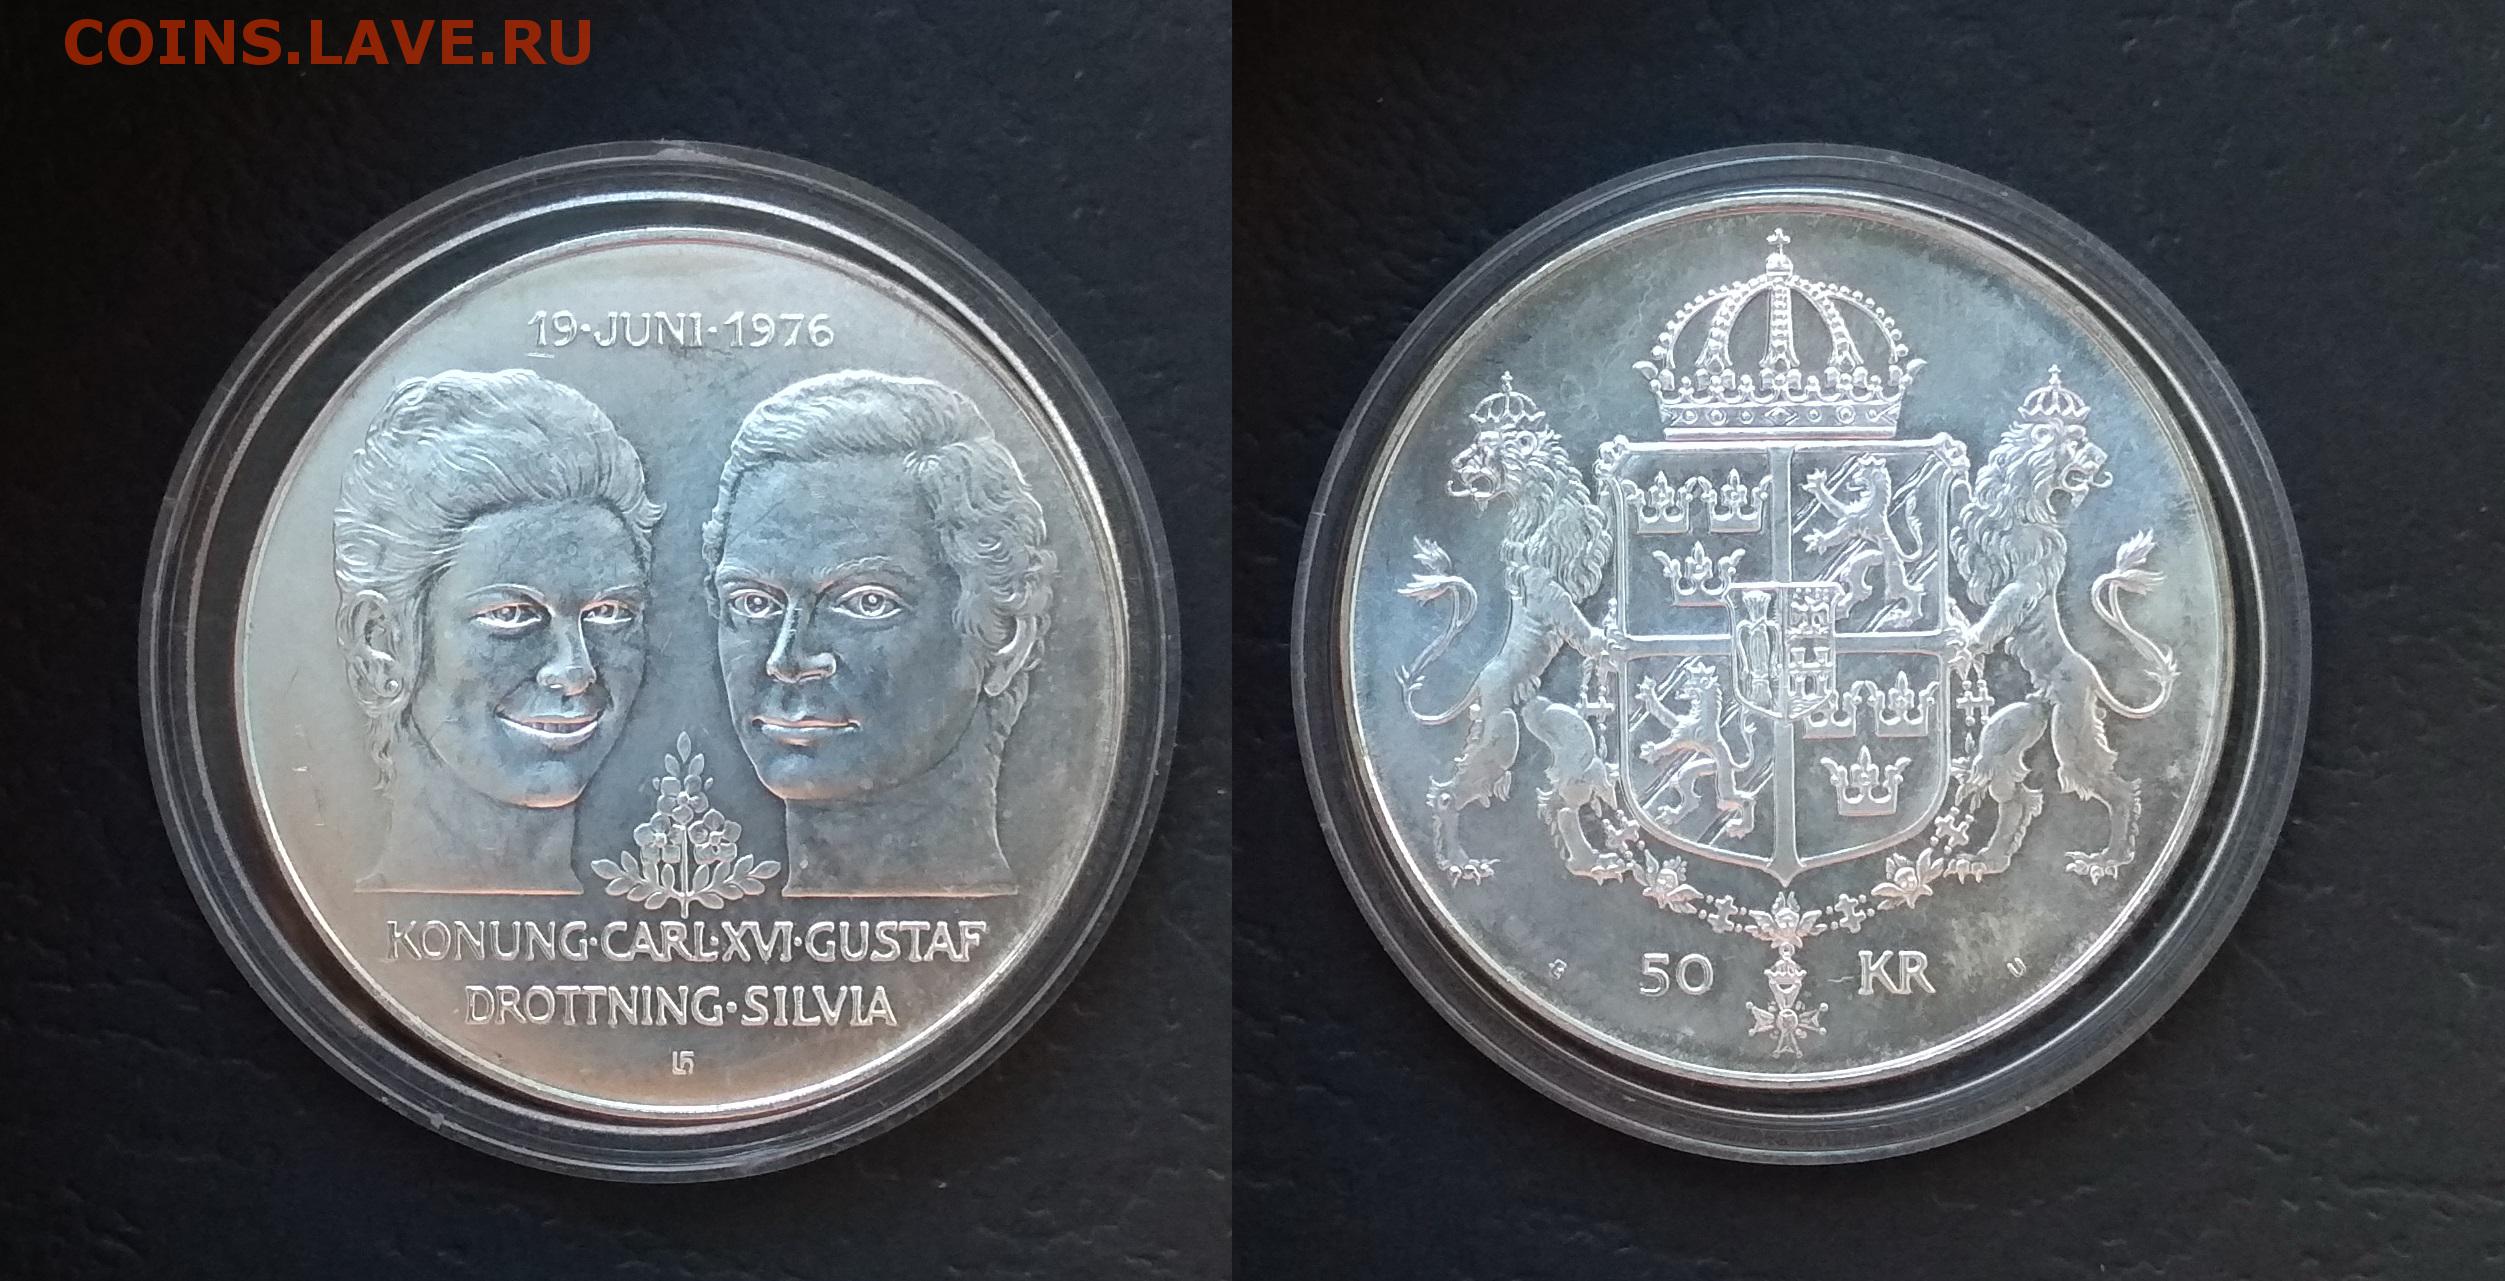 COINS.LAVE.RU
19·JUNI·1976
KONUNG·CARL·XVI·GUSTAF
DROTTNING·SILVIA
50 KR
U